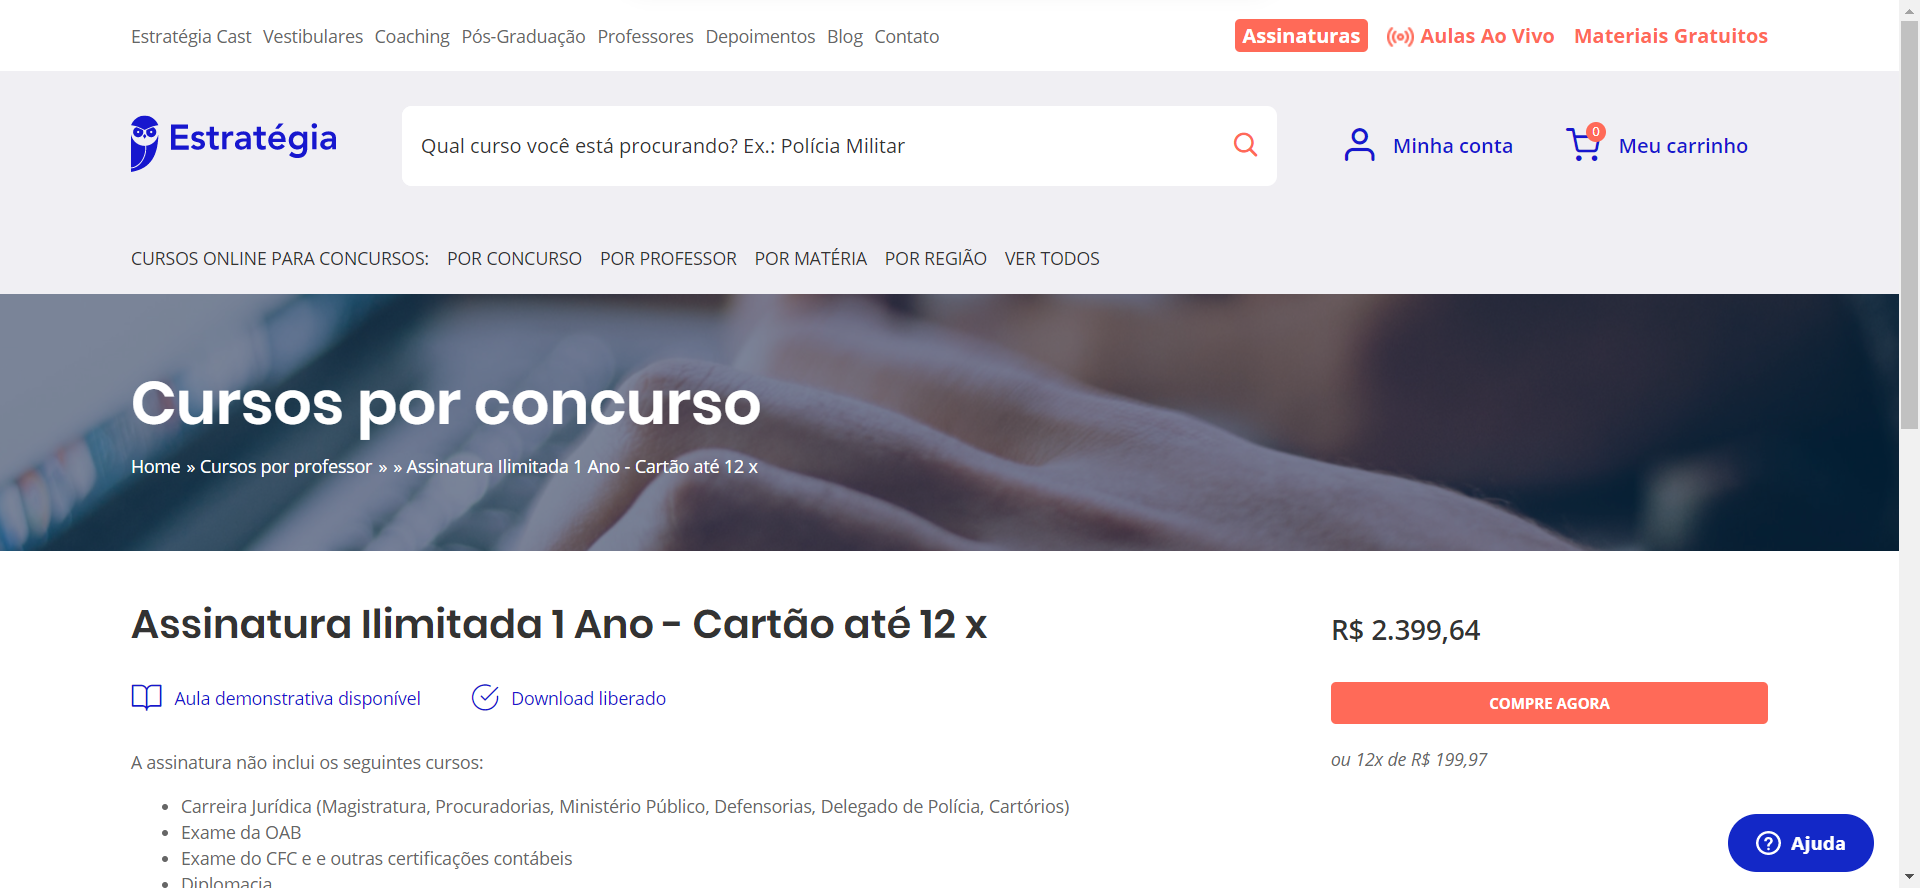 Estratégia Cast Vestibulares Coaching Pós-Graduação Professores Depoimentos Blog Contato
Assinaturas Aulas Ao Vivo Materiais Gratuitos
Estratégia
Qual curso você está procurando? Ex.: Polícia Militar
Minha conta
0
Meu carrinho
CURSOS ONLINE PARA CONCURSOS: POR CONCURSO POR PROFESSOR POR MATÉRIA POR REGIÃO VER TODOS
Cursos por concurso
Home » Cursos por professor » » Assinatura Ilimitada 1 Ano - Cartão até 12 x
Assinatura Ilimitada 1 Ano - Cartão até 12 x
Aula demonstrativa disponível
Download liberado
A assinatura não inclui os seguintes cursos:
• Carreira Jurídica (Magistratura, Procuradorias, Ministério Público, Defensorias, Delegado de Polícia, Cartórios)
• Exame da OAB
• Exame do CFC e e outras certificações contábeis
• Diplomacia
R$ 2.399,64
COMPRE AGORA
ou 12x de R$ 199,97
Ajuda